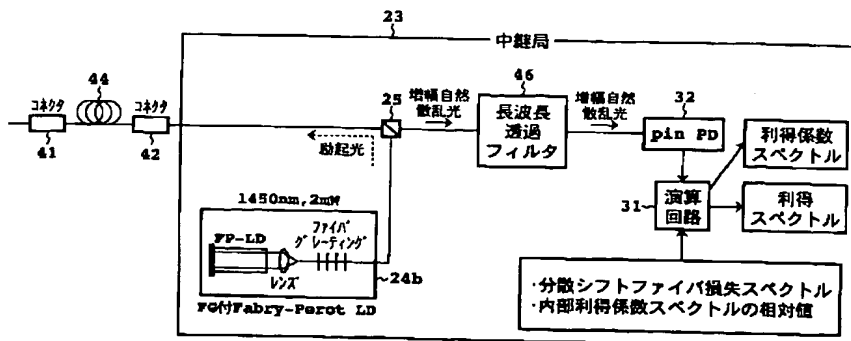 23
中継局
44
コネクタ
コネクタ
41
42
25
増幅自然
散乱光
46
長波長
透過
フィルタ
増幅自然
散乱光
32
pin PD
利得係数
スペクトル
励起光
31
演算
回路
利得
スペクトル
1450nm,2mW
FP-LD
ファイバ
グレーティング
レンズ
24b
FG付Fabry-Perot LD
・分散シフトファイバ損失スペクトル
・内部利得係数スペクトルの相対値